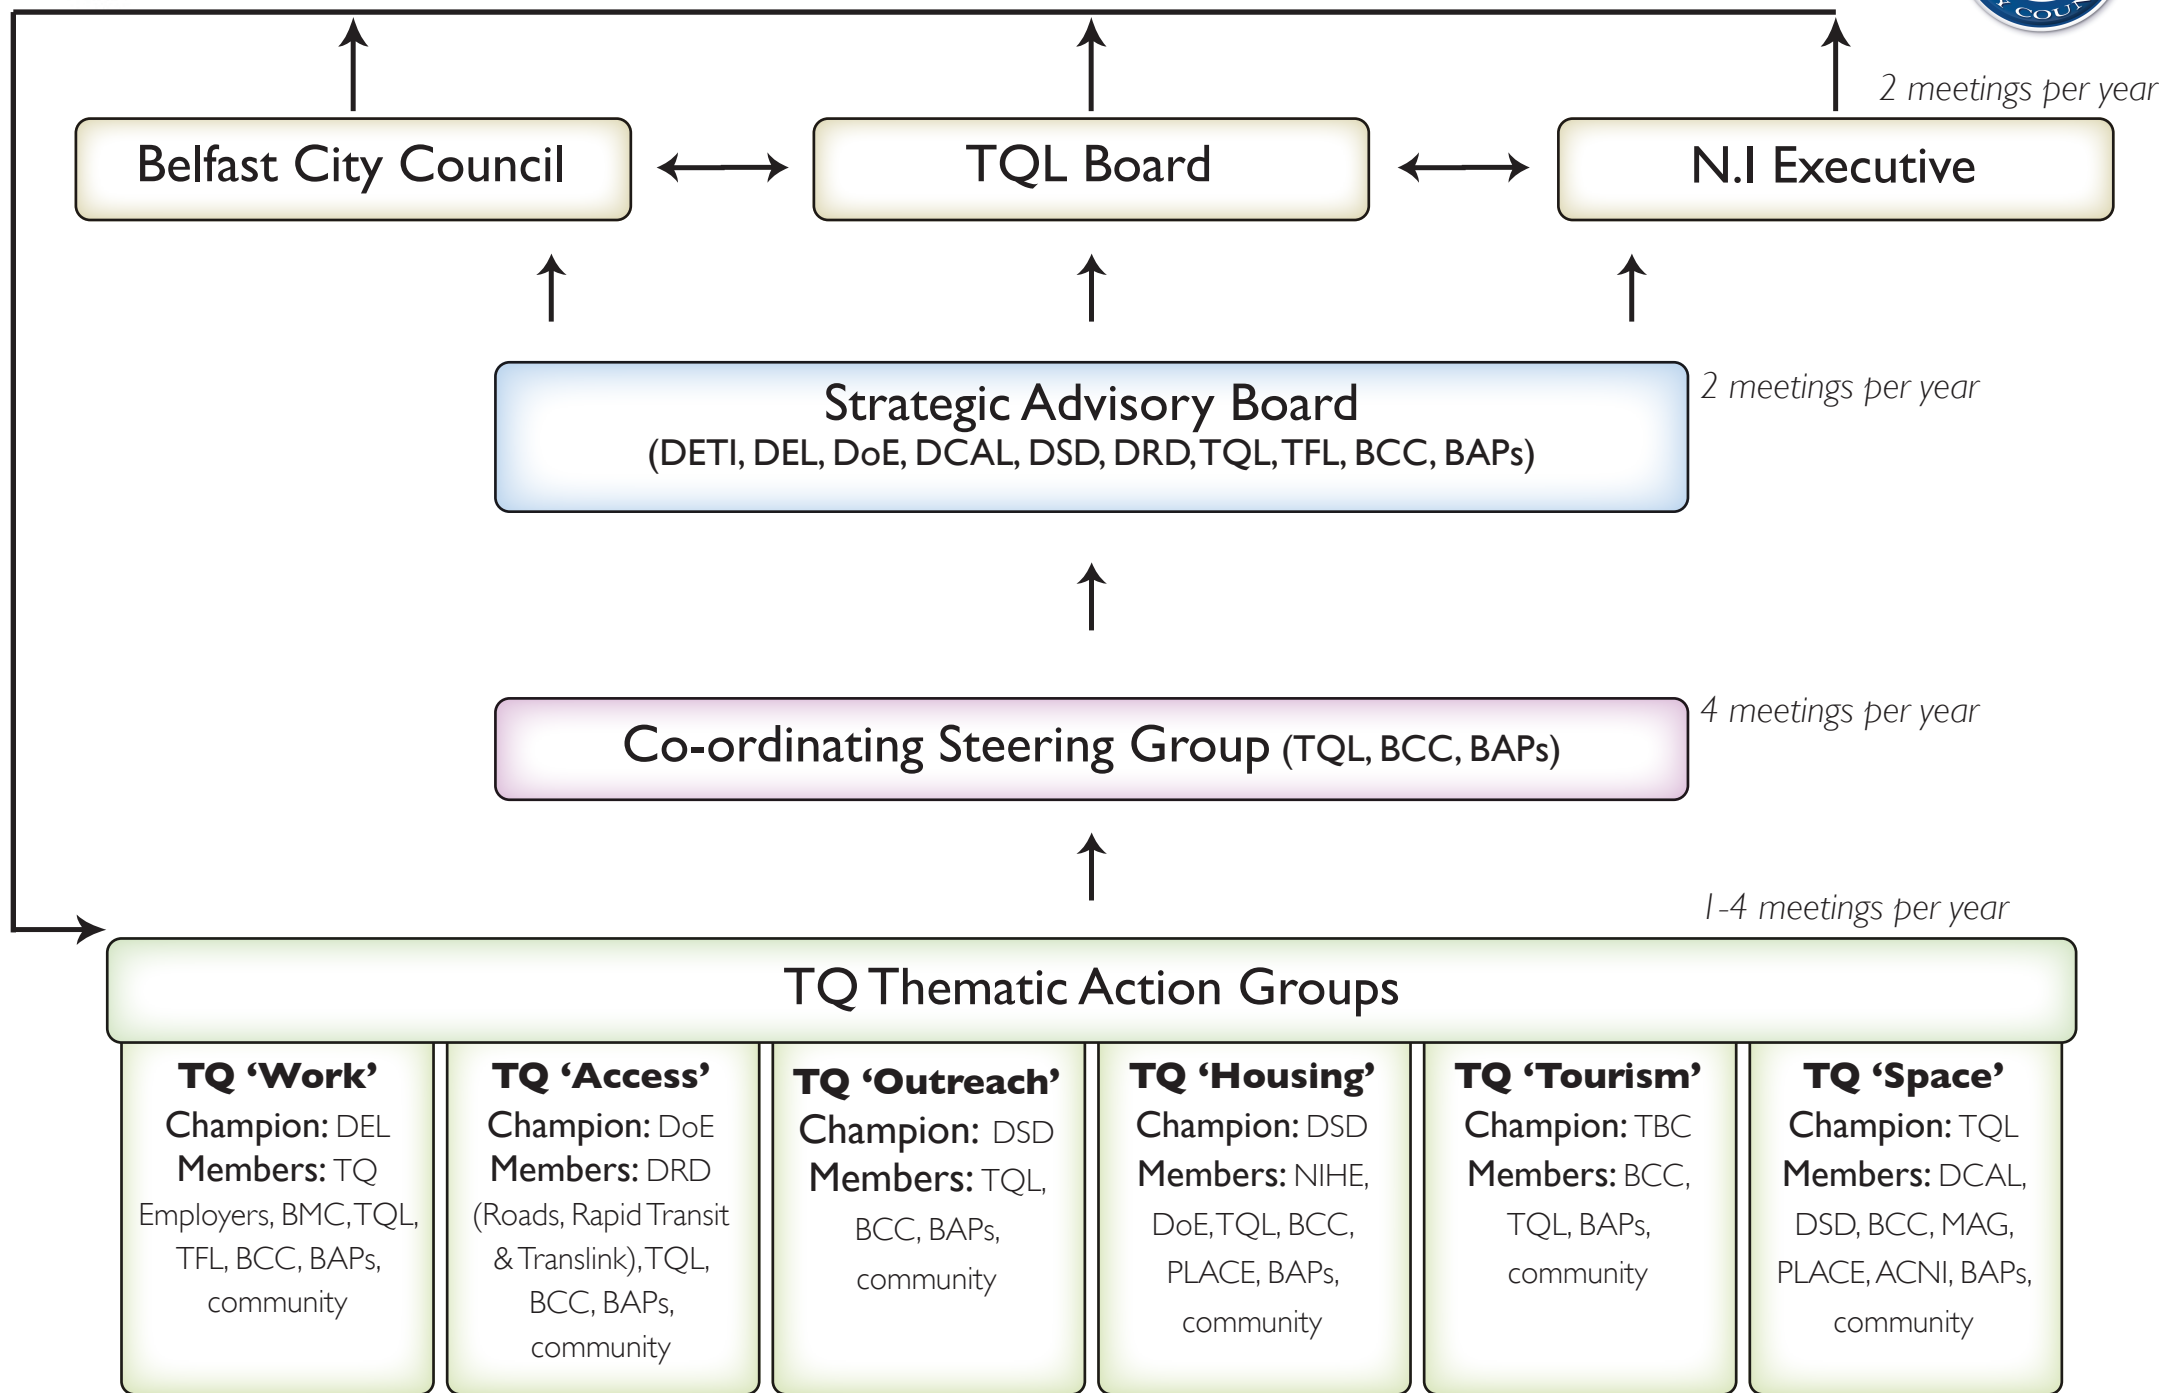 Y COUN
2 meetings per year
Belfast City Council
TQL Board
N.I Executive
Strategic Advisory Board
(DETI, DEL, DoE, DCAL, DSD, DRD, TQL, TFL, BCC, BAPs)
2 meetings per year
Co-ordinating Steering Group (TQL, BCC, BAPs)
4 meetings per year
1-4 meetings per year
TQ Thematic Action Groups
TQ ‘Work’
Champion: DEL
Members: TQ
Employers, BMC, TQL,
TFL, BCC, BAPs,
community
TQ ‘Access’
Champion: DoE
Members: DRD
(Roads, Rapid Transit
& Translink), TQL,
BCC, BAPs,
community
TQ ‘Outreach’
Champion: DSD
Members: TQL,
BCC, BAPs,
community
TQ ‘Housing’
Champion: DSD
Members: NIHE,
DoE, TQL, BCC,
PLACE, BAPs,
community
TQ ‘Tourism’
Champion: TBC
Members: BCC,
TQL, BAPs,
community
TQ ‘Space’
Champion: TQL
Members: DCAL,
DSD, BCC, MAG,
PLACE, ACNI, BAPs,
community